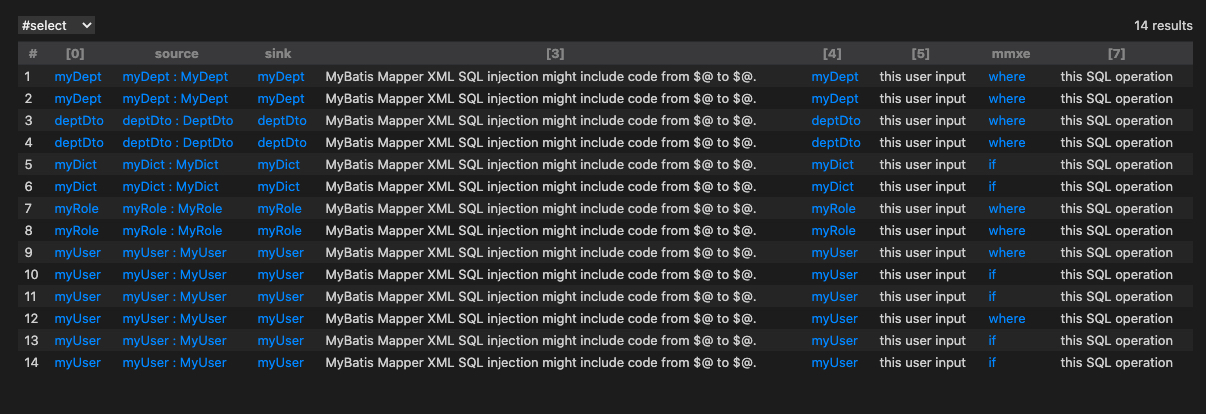 #select 14 results
# [0] source sink [3] [4] [5] mmxe [7]
1 myDept myDept : MyDept myDept MyBatis Mapper XML SQL injection might include code from $@ to $@. myDept this user input where this SQL operation
2 myDept myDept : MyDept myDept MyBatis Mapper XML SQL injection might include code from $@ to $@. myDept this user input where this SQL operation
3 deptDto deptDto : DeptDto deptDto MyBatis Mapper XML SQL injection might include code from $@ to $@. deptDto this user input where this SQL operation
4 deptDto deptDto : DeptDto deptDto MyBatis Mapper XML SQL injection might include code from $@ to $@. deptDto this user input where this SQL operation
5 myDict myDict : MyDict myDict MyBatis Mapper XML SQL injection might include code from $@ to $@. myDict this user input if this SQL operation
6 myDict myDict : MyDict myDict MyBatis Mapper XML SQL injection might include code from $@ to $@. myDict this user input if this SQL operation
7 myRole myRole : MyRole myRole MyBatis Mapper XML SQL injection might include code from $@ to $@. myRole this user input where this SQL operation
8 myRole myRole : MyRole myRole MyBatis Mapper XML SQL injection might include code from $@ to $@. myRole this user input where this SQL operation
9 myUser myUser : MyUser myUser MyBatis Mapper XML SQL injection might include code from $@ to $@. myUser this user input where this SQL operation
10 myUser myUser : MyUser myUser MyBatis Mapper XML SQL injection might include code from $@ to $@. myUser this user input if this SQL operation
11 myUser myUser : MyUser myUser MyBatis Mapper XML SQL injection might include code from $@ to $@. myUser this user input if this SQL operation
12 myUser myUser : MyUser myUser MyBatis Mapper XML SQL injection might include code from $@ to $@. myUser this user input where this SQL operation
13 myUser myUser : MyUser myUser MyBatis Mapper XML SQL injection might include code from $@ to $@. myUser this user input if this SQL operation
14 myUser myUser : MyUser myUser MyBatis Mapper XML SQL injection might include code from $@ to $@. myUser this user input if this SQL operation